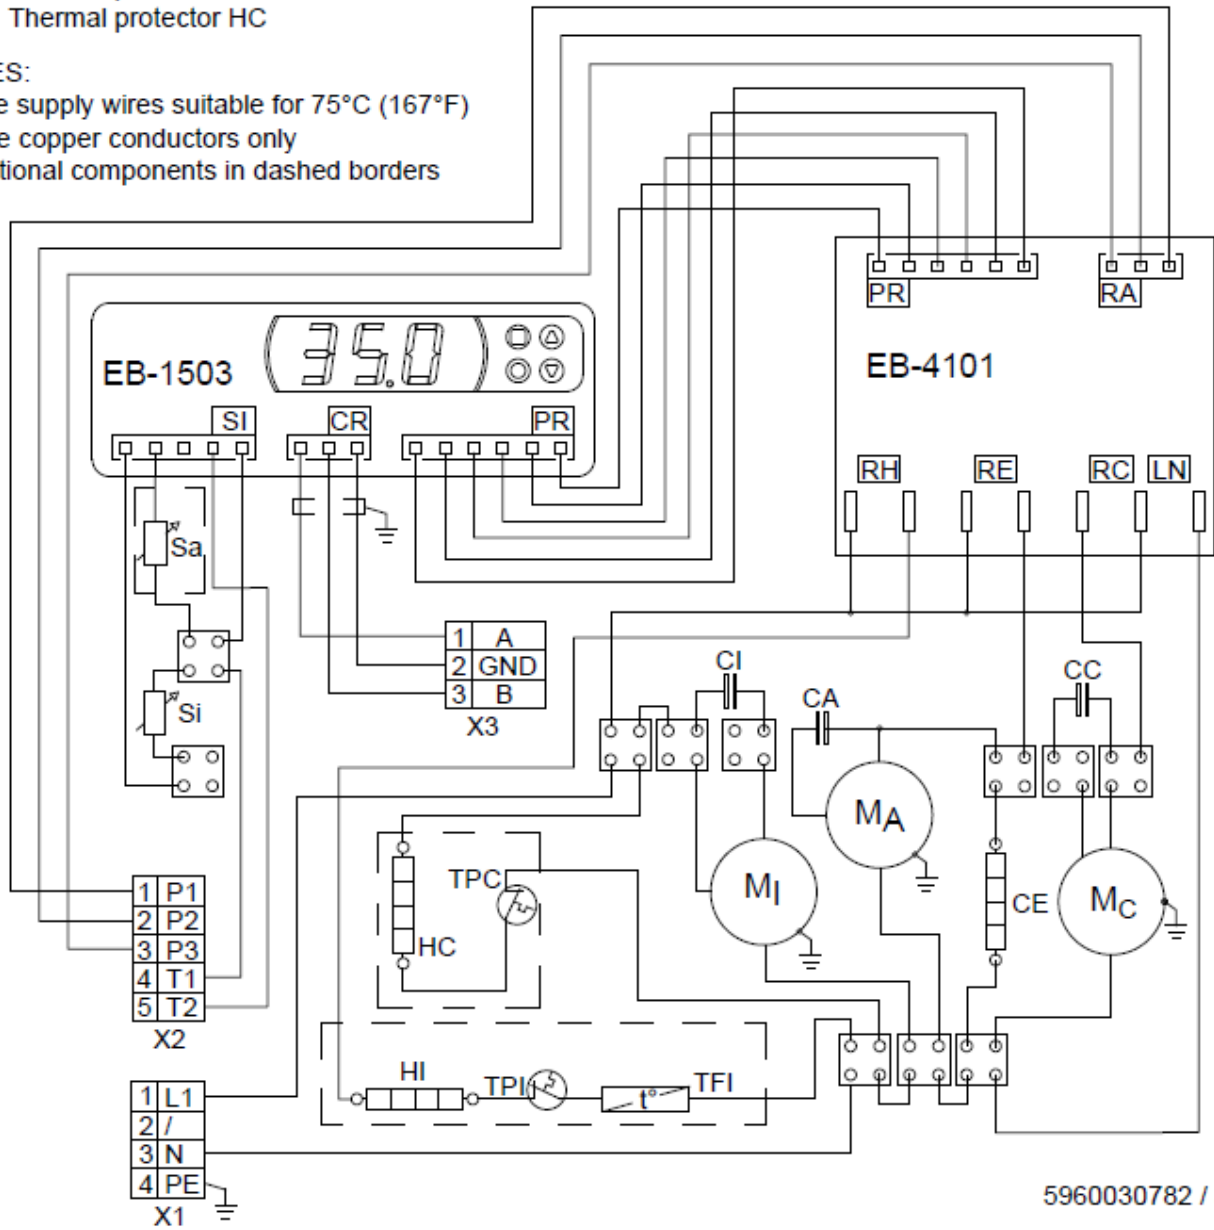 Thermal protector HC
ES:
e supply wires suitable for 75°C (167°F)
e copper conductors only
tional components in dashed borders
PR
RA
EB-4101
RH
RE
RC
LN
EB-1503
35.0
SI
CR
PR
Sa
Si
1 A
2 GND
3 B
X3
CI
CA
CC
MA
MI
MC
CE
TPC
HC
1 P1
2 P2
3 P3
4 T1
5 T2
X2
HI
TPI
t°
TFI
1 L1
2 /
3 N
4 PE
X1
5960030782 /